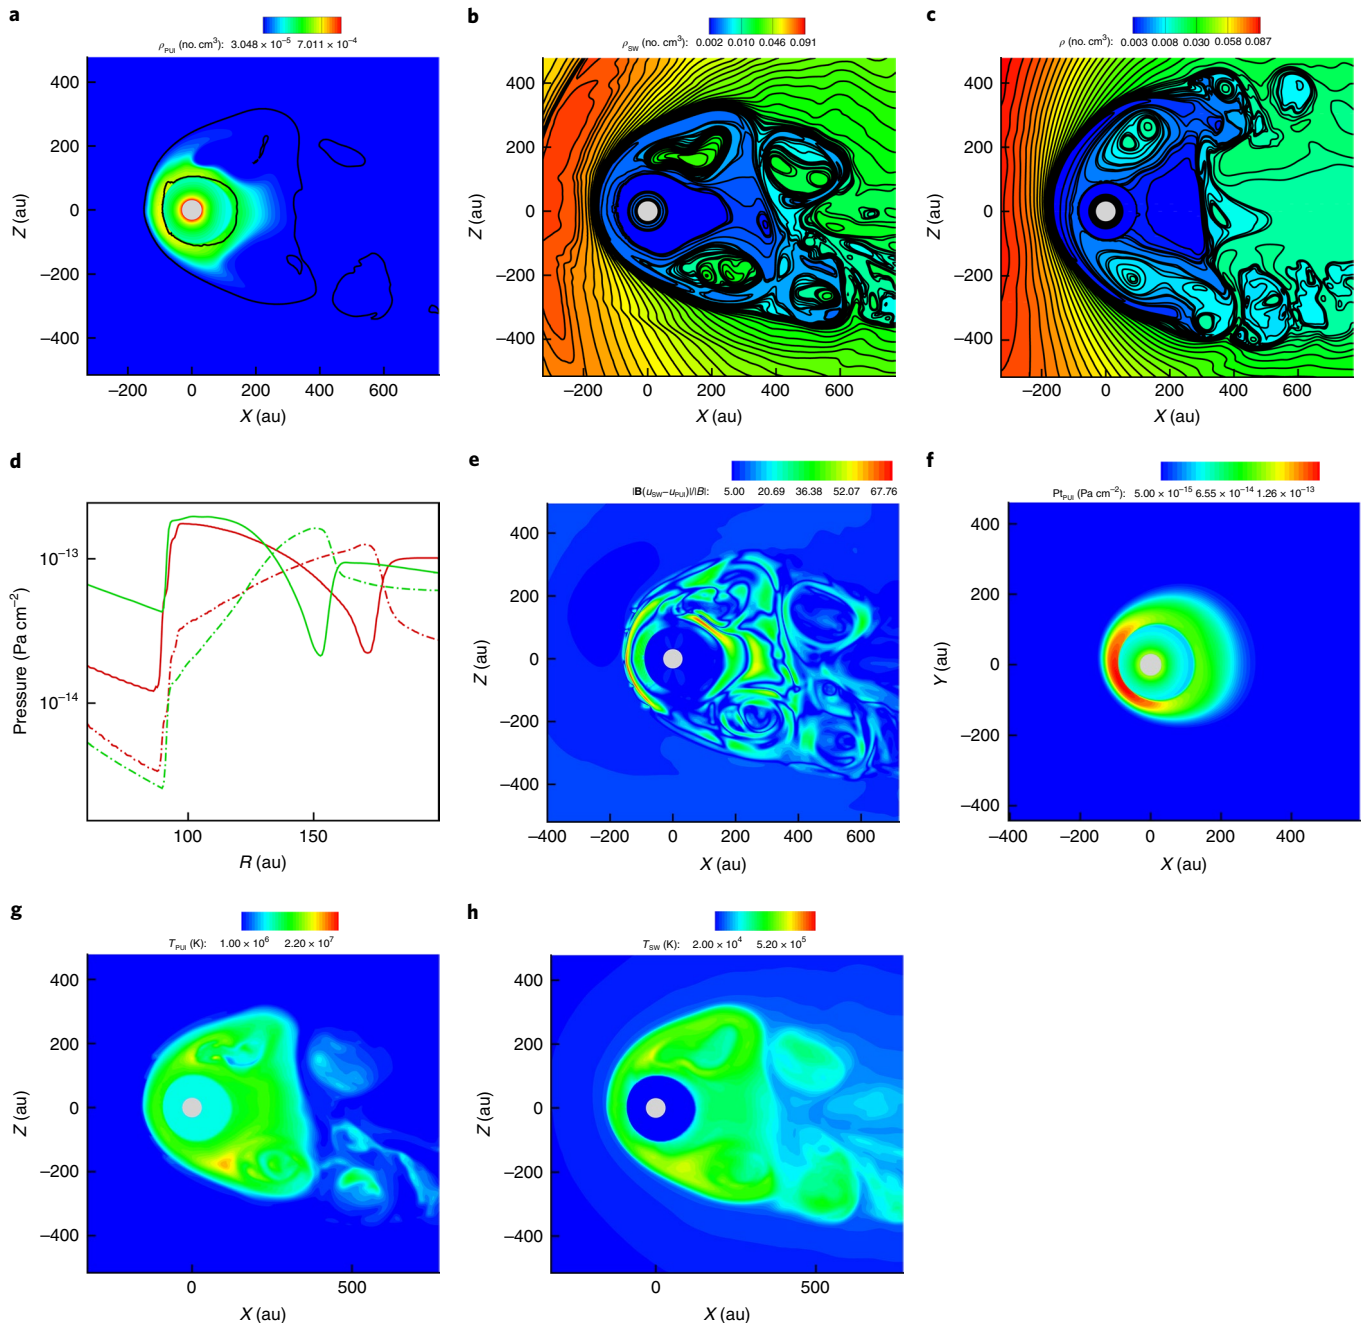 a
ρPUI (no. cm³): 3.048 × 10⁻⁵ 7.011 × 10⁻⁴
400
200
0
−200
−400
Z (au)
−200 0 200 400 600
X (au)
b
ρSW (no. cm³): 0.002 0.010 0.046 0.091
400
200
0
−200
−400
Z (au)
−200 0 200 400 600
X (au)
c
ρ (no. cm³): 0.003 0.008 0.030 0.058 0.087
400
200
0
−200
−400
Z (au)
−200 0 200 400 600
X (au)
d
10⁻¹³
10⁻¹⁴
Pressure (Pa cm⁻²)
100 150
R (au)
e
|B(uSW−uPUI)|/|B|: 5.00 20.69 36.38 52.07 67.76
400
200
0
−200
−400
Z (au)
−400 −200 0 200 400 600
X (au)
f
PtPUI (Pa cm⁻²): 5.00 × 10⁻¹⁵ 6.55 × 10⁻¹⁴ 1.26 × 10⁻¹³
400
200
0
−200
−400
Y (au)
−400 −200 0 200 400
X (au)
g
TPUI (K): 1.00 × 10⁶ 2.20 × 10⁷
400
200
0
−200
−400
Z (au)
0 500
X (au)
h
TSW (K): 2.00 × 10⁴ 5.20 × 10⁵
400
200
0
−200
−400
Z (au)
0 500
X (au)